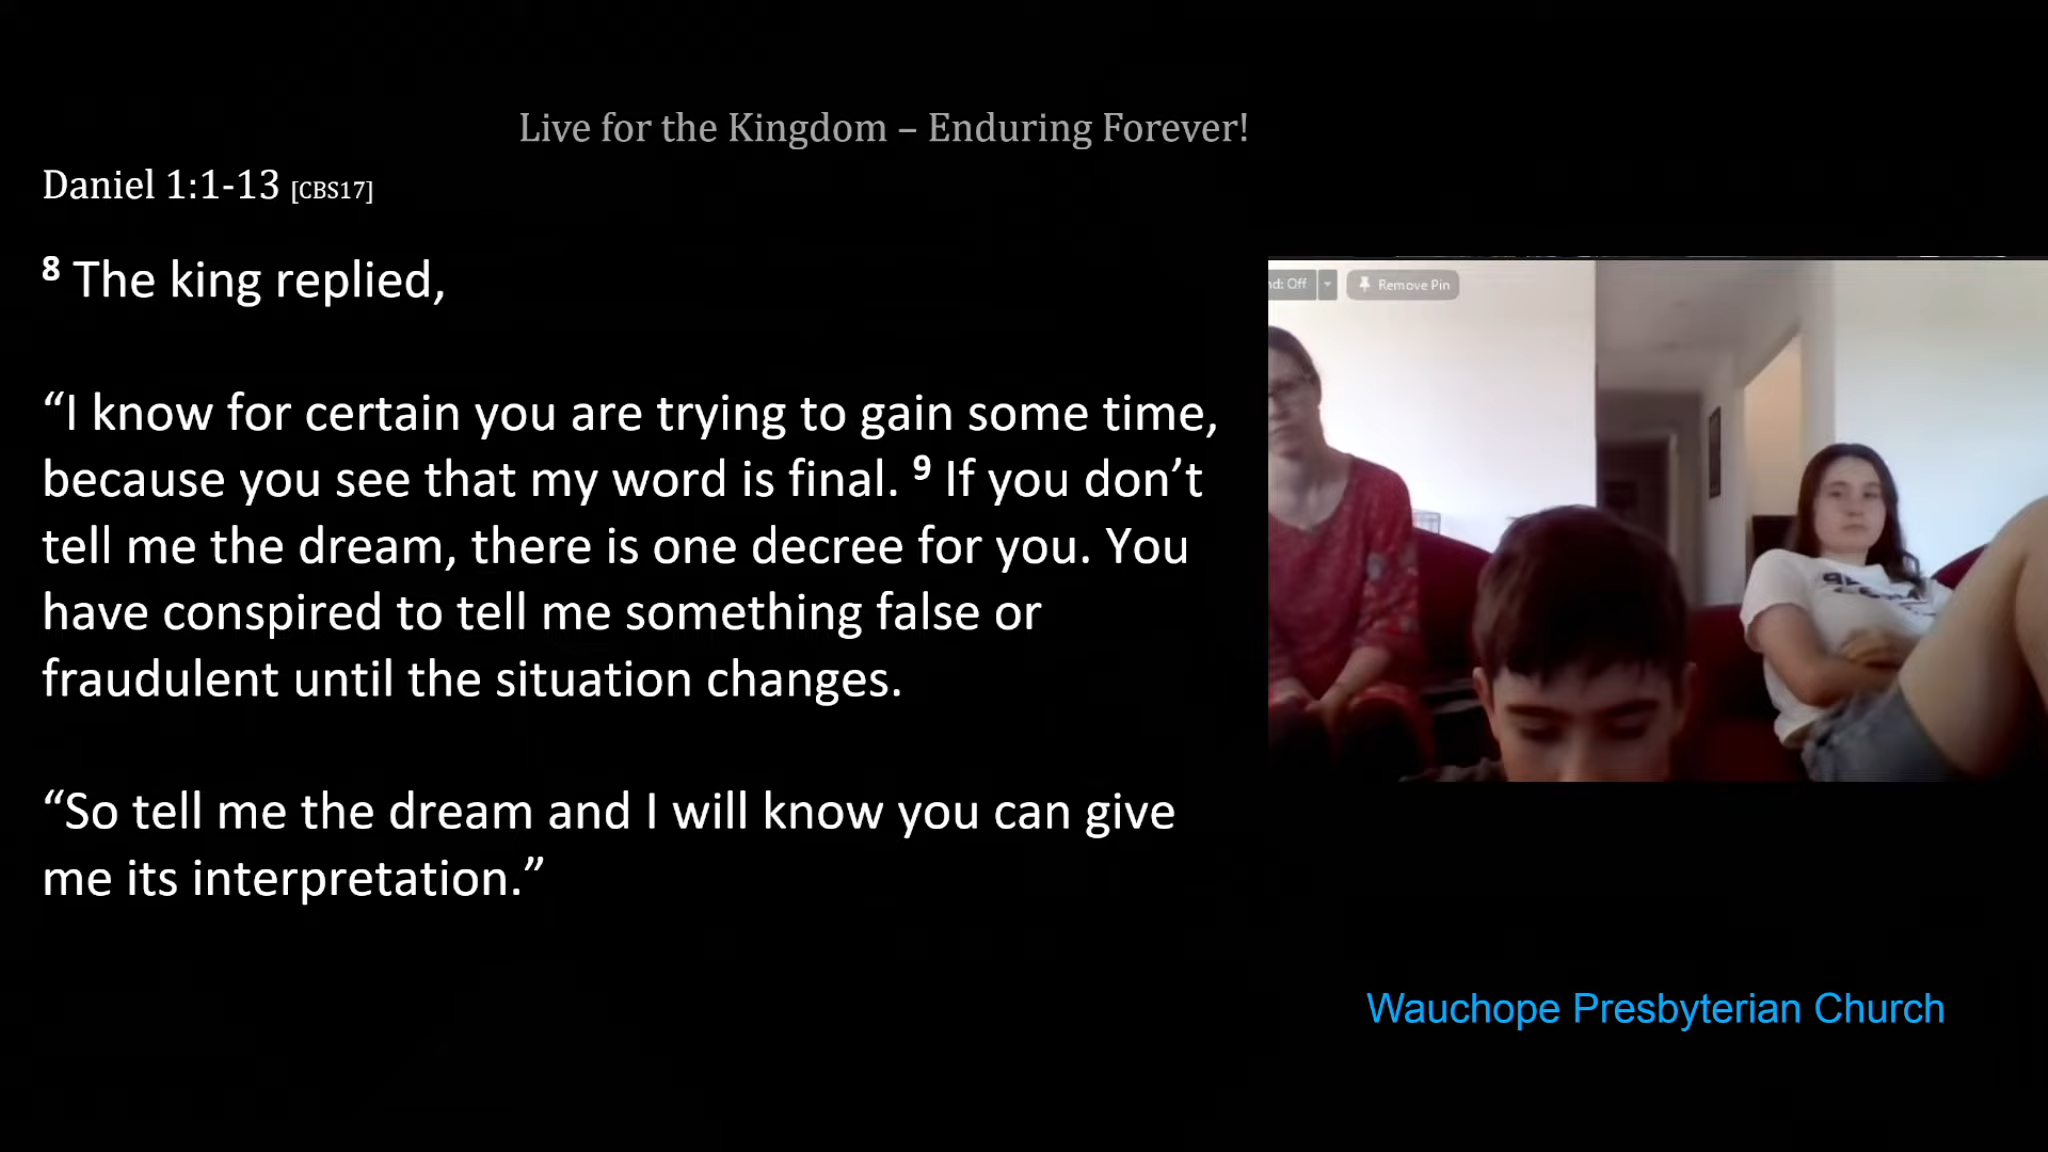 Live for the Kingdom – Enduring Forever!
Daniel 1:1-13 [CBS17]
8 The king replied,
“I know for certain you are trying to gain some time,
because you see that my word is final. 9 If you don’t
tell me the dream, there is one decree for you. You
have conspired to tell me something false or
fraudulent until the situation changes.
“So tell me the dream and I will know you can give
me its interpretation.”
nd: Off
Remove Pin
Wauchope Presbyterian Church